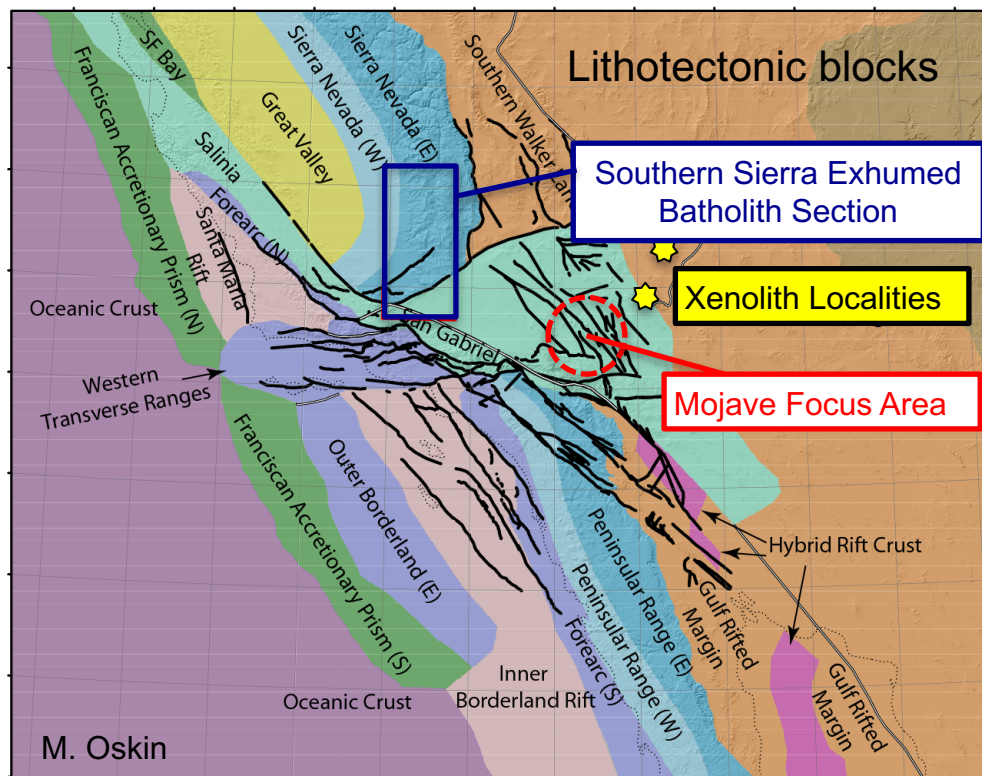 Lithotectonic blocks
Franciscan Accretionary Prism (N)
SF Bay
Great Valley
Sierra Nevada (W)
Sierra Nevada (E)
Southern Walker
Salinia
Forearc (N)
Santa Maria
Rift
Southern Sierra Exhumed
Batholith Section
Xenolith Localities
Oceanic Crust
San Gabriel
Western
Transverse Ranges
Mojave Focus Area
Franciscan Accretionary Prism (S)
Outer Borderland (E)
Peninsular Range (E)
Peninsular Range (W)
Forearc (S)
Hybrid Rift Crust
Gulf Rifted
Margin
Gulf Rifted
Margin
Inner
Borderland Rift
Oceanic Crust
M. Oskin